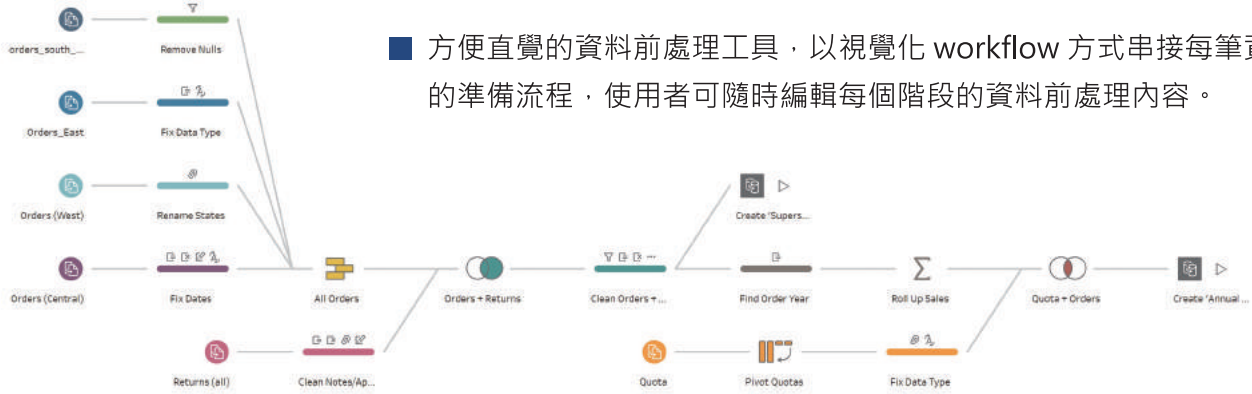 orders_south_...
Remove Nulls
方便直覺的資料前處理工具，以視覺化 workflow 方式串接每筆
的準備流程，使用者可隨時編輯每個階段的資料前處理內容。
Orders_East
Fix Data Type
Orders (West)
Rename States
Create 'Supers...
Orders (Central)
Fix Dates
All Orders
Orders + Returns
Clean Orders + ...
Find Order Year
Roll Up Sales
Quota + Orders
Create 'Annual ...
Returns (all)
Clean Notes/Ap...
Quota
Pivot Quotas
Fix Data Type